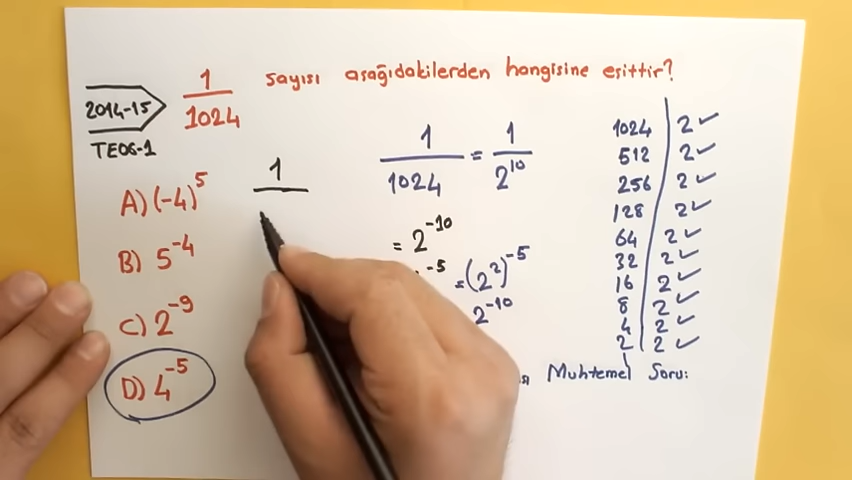 2014-15
TEOG-1
1/1024 sayısı aşağıdakilerden hangisine eşittir?
A) (-4)^5
B) 5^-4
C) 2^-9
D) 4^-5
1
1/1024 = 1/2^10
= 2^-10
-5 = (2^2)^-5
2^-10
1024 | 2 ✓
512 | 2 ✓
256 | 2 ✓
128 | 2 ✓
64 | 2 ✓
32 | 2 ✓
16 | 2 ✓
8 | 2 ✓
4 | 2 ✓
2 | 2 ✓
Muhtemel Soru: